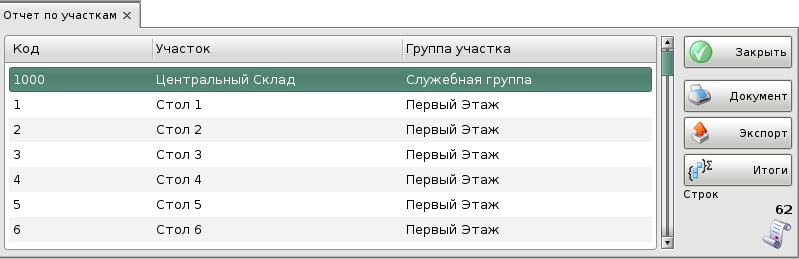 Отчет по участкам
Код Участок Группа участка
1000 Центральный Склад Служебная группа
1 Стол 1 Первый Этаж
2 Стол 2 Первый Этаж
3 Стол 3 Первый Этаж
4 Стол 4 Первый Этаж
5 Стол 5 Первый Этаж
6 Стол 6 Первый Этаж
Закрыть
Документ
Экспорт
Итоги
Строк
62